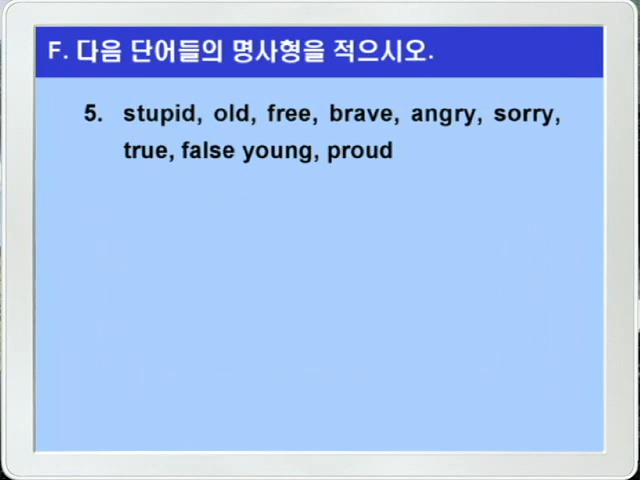 F. 다음 단어들의 명사형을 적으시오.
5. stupid, old, free, brave, angry, sorry,
true, false young, proud